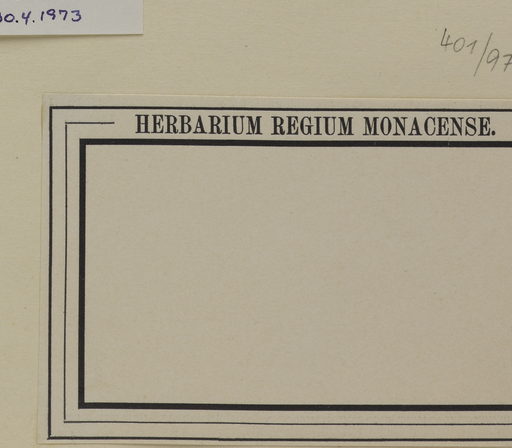 30.4.1973
401/97
HERBARIUM REGIUM MONACENSE.